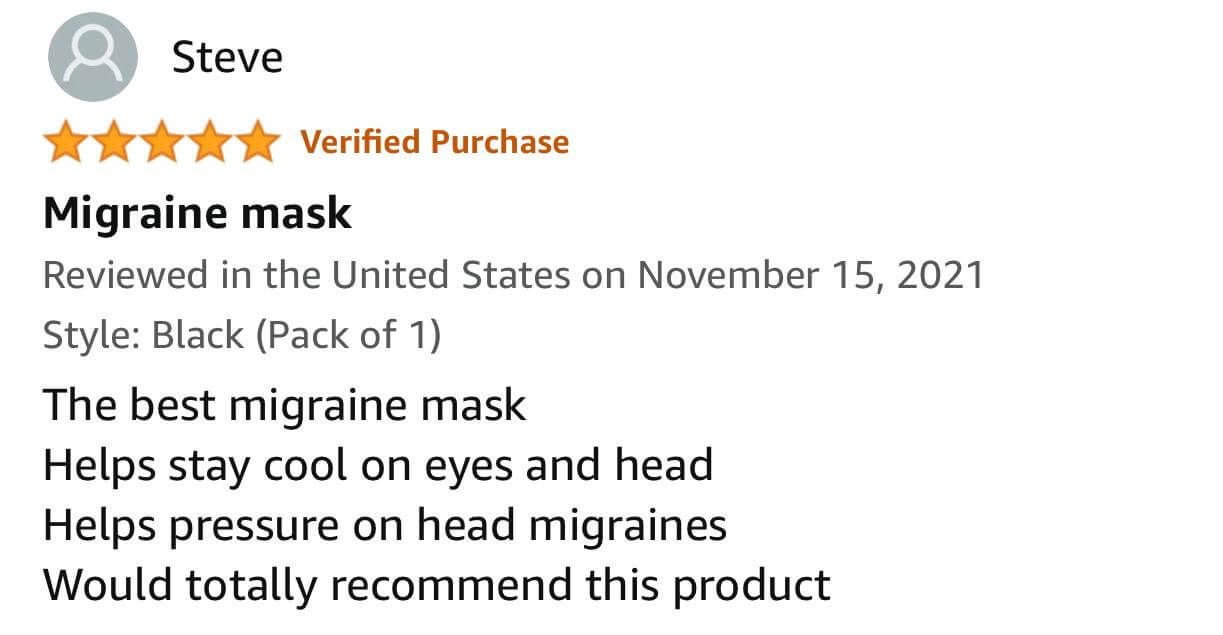 Steve
Verified Purchase
Migraine mask
Reviewed in the United States on November 15, 2021
Style: Black (Pack of 1)
The best migraine mask
Helps stay cool on eyes and head
Helps pressure on head migraines
Would totally recommend this product